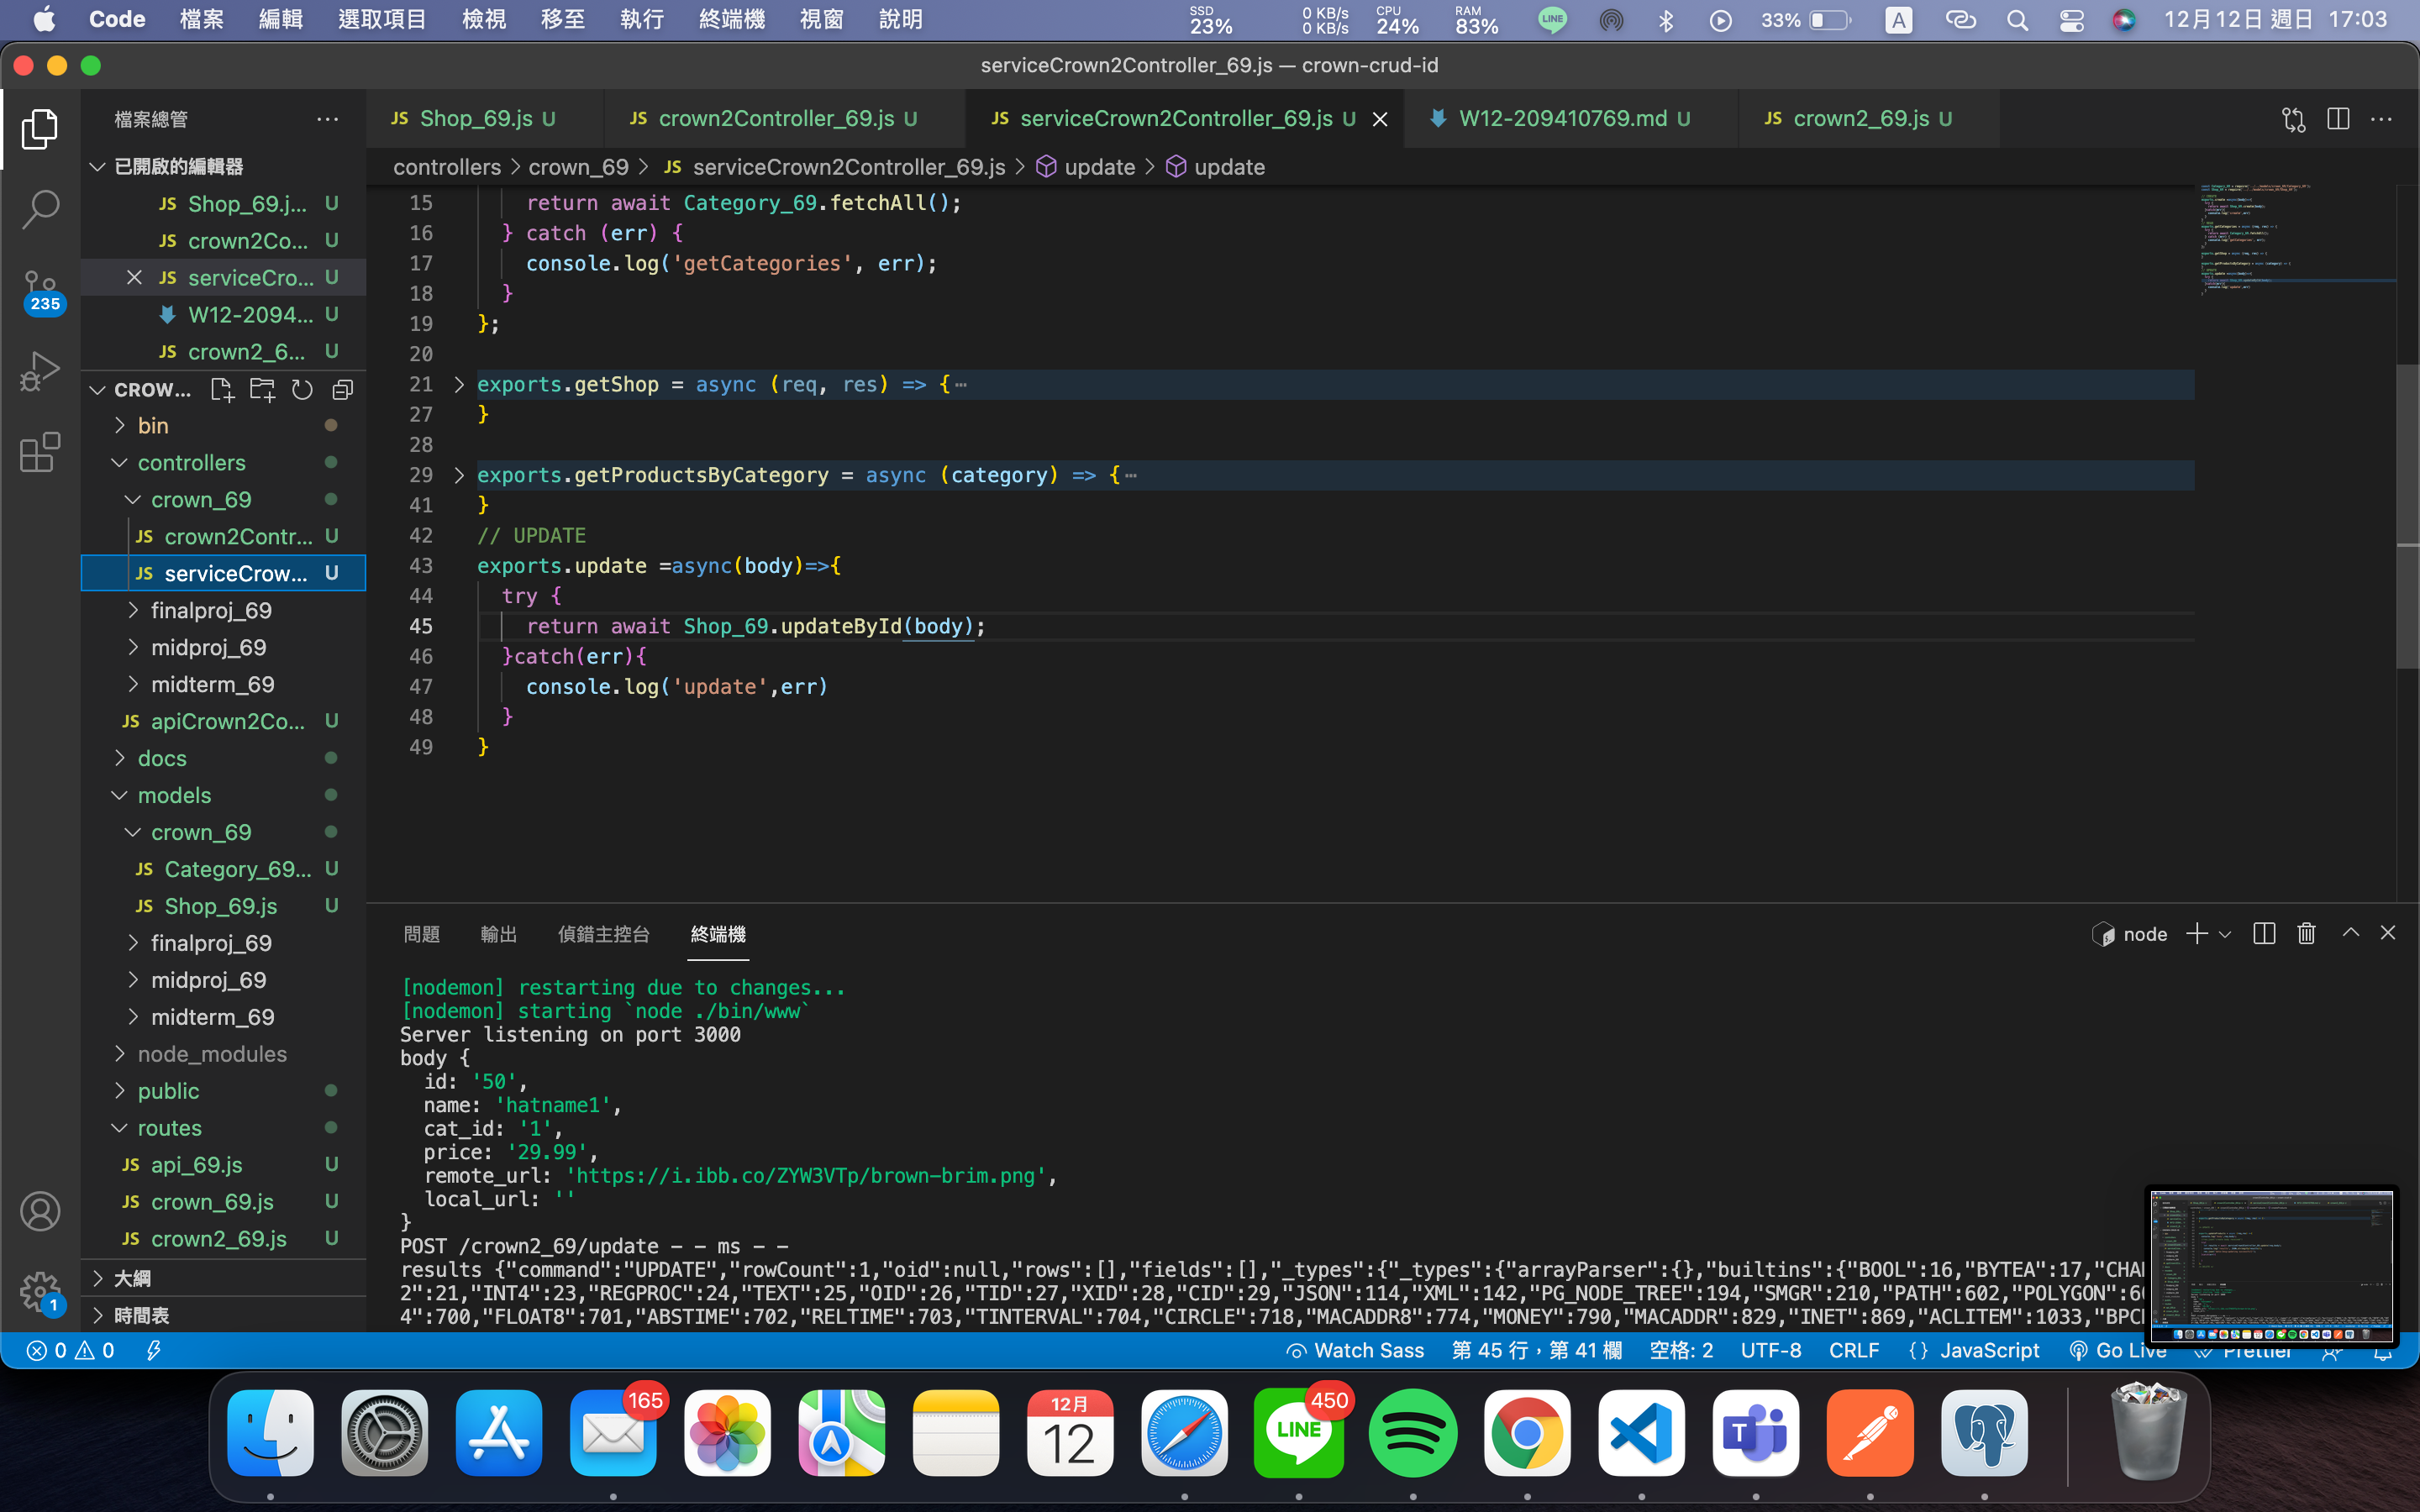 Code 檔案 編輯 選取項目 檢視 移至 執行 終端機 視窗 說明 SSD 23% 0 KB/s 0 KB/s CPU 24% RAM 83% LINE 33% A 12月12日 週日 17:03
serviceCrown2Controller_69.js — crown-crud-id
檔案總管 ···
JS Shop_69.js U JS crown2Controller_69.js U JS serviceCrown2Controller_69.js U W12-209410769.md U JS crown2_69.js U
controllers > crown_69 > JS serviceCrown2Controller_69.js > update > update
已開啟的編輯器
JS Shop_69.j... U
JS crown2Co... U
JS serviceCro... U
W12-2094... U
JS crown2_6... U
235
CROW...
bin
controllers
crown_69
JS crown2Contr... U
JS serviceCrow... U
finalproj_69
midproj_69
midterm_69
JS apiCrown2Co... U
docs
models
crown_69
JS Category_69... U
JS Shop_69.js U
finalproj_69
midproj_69
midterm_69
node_modules
public
routes
JS api_69.js U
JS crown_69.js U
JS crown2_69.js U
大綱
時間表
1
15 return await Category_69.fetchAll();
16 } catch (err) {
17 console.log('getCategories', err);
18 }
19 };
20
21 exports.getShop = async (req, res) => {···
27 }
28
29 exports.getProductsByCategory = async (category) => {···
41 }
42 // UPDATE
43 exports.update =async(body)=>{
44 try {
45 return await Shop_69.updateById(body);
46 }catch(err){
47 console.log('update',err)
48 }
49 }
問題 輸出 偵錯主控台 終端機 node
[nodemon] restarting due to changes...
[nodemon] starting `node ./bin/www`
Server listening on port 3000
body {
id: '50',
name: 'hatname1',
cat_id: '1',
price: '29.99',
remote_url: 'https://i.ibb.co/ZYW3VTp/brown-brim.png',
local_url: ''
}
POST /crown2_69/update - - ms - -
results {"command":"UPDATE","rowCount":1,"oid":null,"rows":[],"fields":[],"_types":{"_types":{"arrayParser":{},"builtins":{"BOOL":16,"BYTEA":17,"CHA
2":21,"INT4":23,"REGPROC":24,"TEXT":25,"OID":26,"TID":27,"XID":28,"CID":29,"JSON":114,"XML":142,"PG_NODE_TREE":194,"SMGR":210,"PATH":602,"POLYGON":60
4":700,"FLOAT8":701,"ABSTIME":702,"RELTIME":703,"TINTERVAL":704,"CIRCLE":718,"MACADDR8":774,"MONEY":790,"MACADDR":829,"INET":869,"ACLITEM":1033,"BPC
0 0 Watch Sass 第 45 行，第 41 欄 空格: 2 UTF-8 CRLF {} JavaScript Go Live Prettier
165 12月 12 LINE 450 T